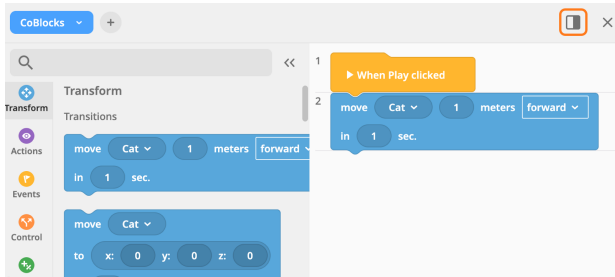 CoBlocks
+
Transform
Actions
Events
Control
Transform
Transitions
move Cat 1 meters forward
in 1 sec.
move Cat
to x: 0 y: 0 z: 0
1
When Play clicked
2
move Cat 1 meters forward
in 1 sec.